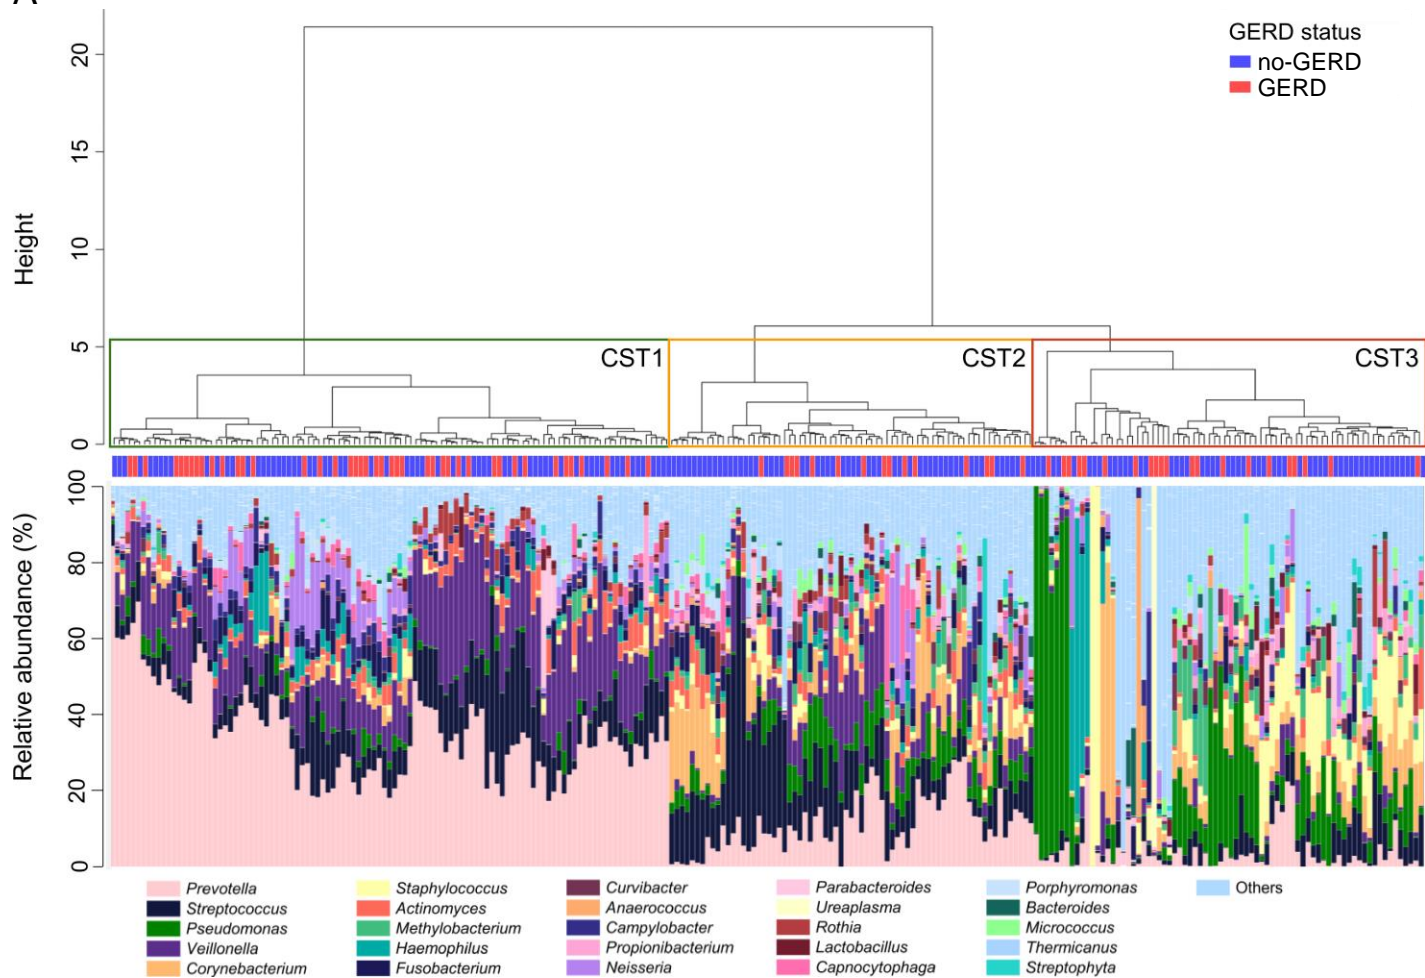 A
GERD status
no-GERD
GERD
Height
20
15
10
5
0
CST1
CST2
CST3
Relative abundance (%)
100
80
60
40
20
0
Prevotella
Streptococcus
Pseudomonas
Veillonella
Corynebacterium
Staphylococcus
Actinomyces
Methylobacterium
Haemophilus
Fusobacterium
Curvibacter
Anaerococcus
Campylobacter
Propionibacterium
Neisseria
Parabacteroides
Ureaplasma
Rothia
Lactobacillus
Capnocytophaga
Porphyromonas
Bacteroides
Micrococcus
Thermicanus
Streptophyta
Others